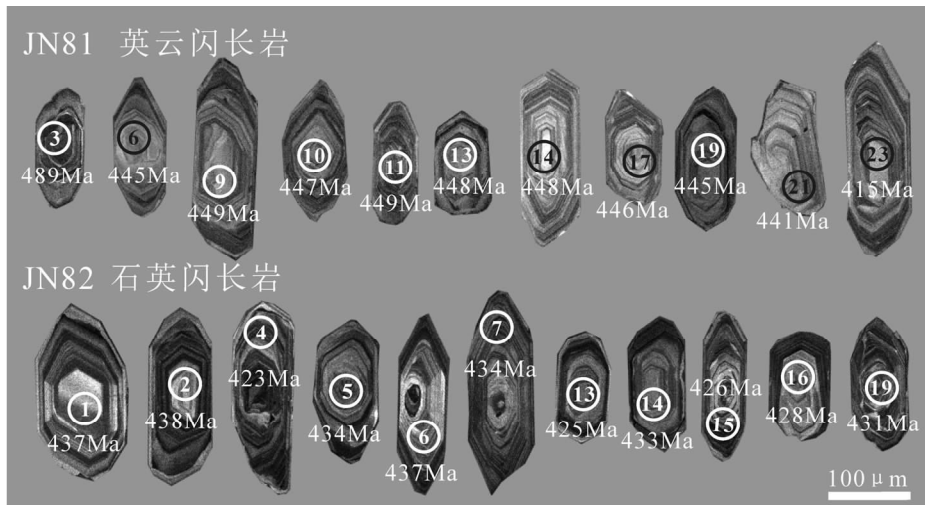 JN81 英云闪长岩
3 6 9 10 11 13 14 17 19 21 23
489Ma 445Ma 449Ma 447Ma 449Ma 448Ma 448Ma 446Ma 445Ma 441Ma 415Ma
JN82 石英闪长岩
1 2 4 5 6 7 13 14 15 16 19
437Ma 438Ma 423Ma 434Ma 437Ma 434Ma 425Ma 433Ma 426Ma 428Ma 431Ma
100 μm